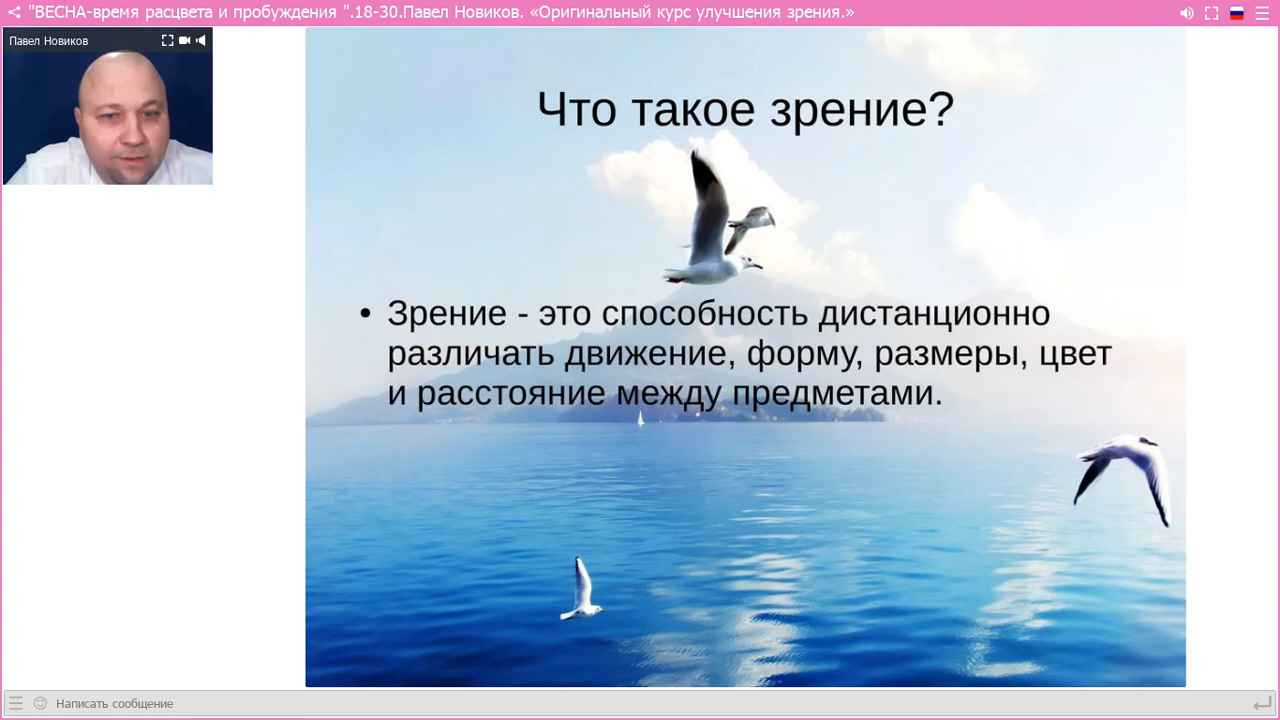 "ВЕСНА-время расцвета и пробуждения ".18-30.Павел Новиков. «Оригинальный курс улучшения зрения.»
Павел Новиков
Что такое зрение?
• Зрение - это способность дистанционно
различать движение, форму, размеры, цвет
и расстояние между предметами.
Написать сообщение